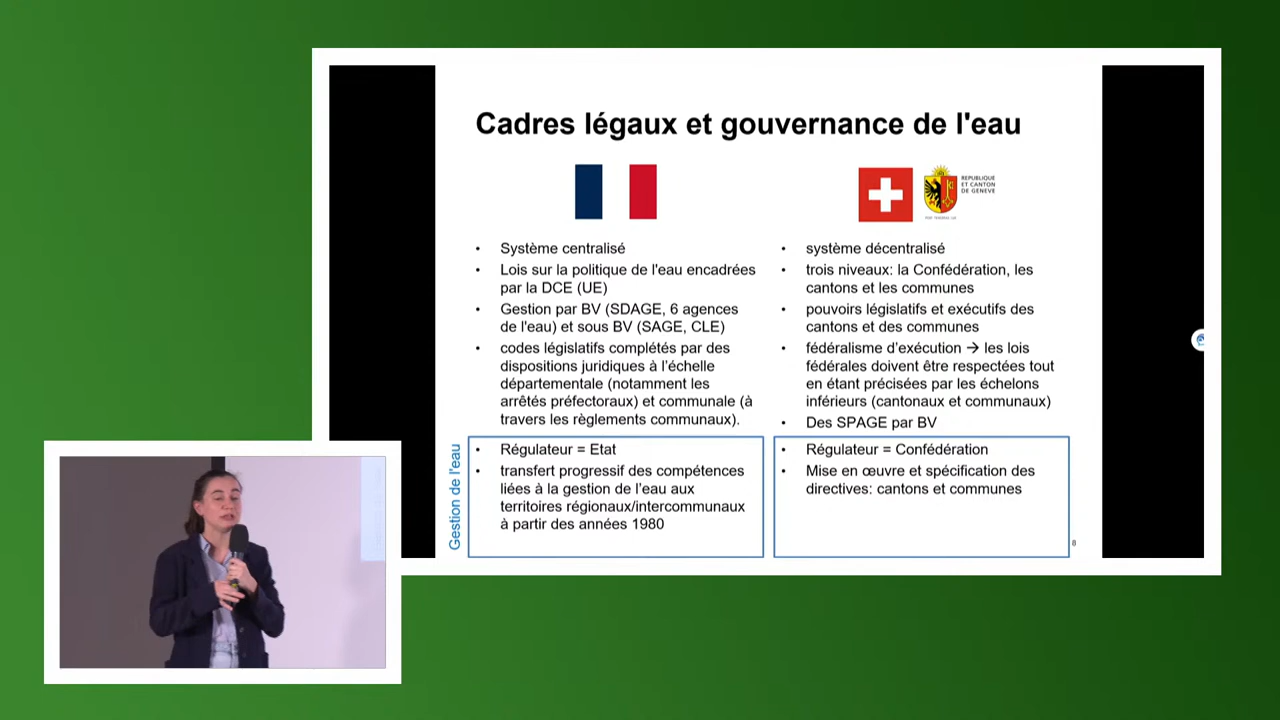 Cadres légaux et gouvernance de l'eau
REPUBLIQUE
ET CANTON
DE GENEVE
• Système centralisé
• Lois sur la politique de l'eau encadrées
par la DCE (UE)
• Gestion par BV (SDAGE, 6 agences
de l'eau) et sous BV (SAGE, CLE)
• codes législatifs complétés par des
dispositions juridiques à l'échelle
départementale (notamment les
arrêtés préfectoraux) et communale (à
travers les règlements communaux).
• système décentralisé
• trois niveaux: la Confédération, les
cantons et les communes
• pouvoirs législatifs et exécutifs des
cantons et des communes
• fédéralisme d'exécution → les lois
fédérales doivent être respectées tout
en étant précisées par les échelons
inférieurs (cantonaux et communaux)
• Des SPAGE par BV
Gestion de l'eau
• Régulateur = Etat
• transfert progressif des compétences
liées à la gestion de l'eau aux
territoires régionaux/intercommunaux
à partir des années 1980
• Régulateur = Confédération
• Mise en œuvre et spécification des
directives: cantons et communes
8